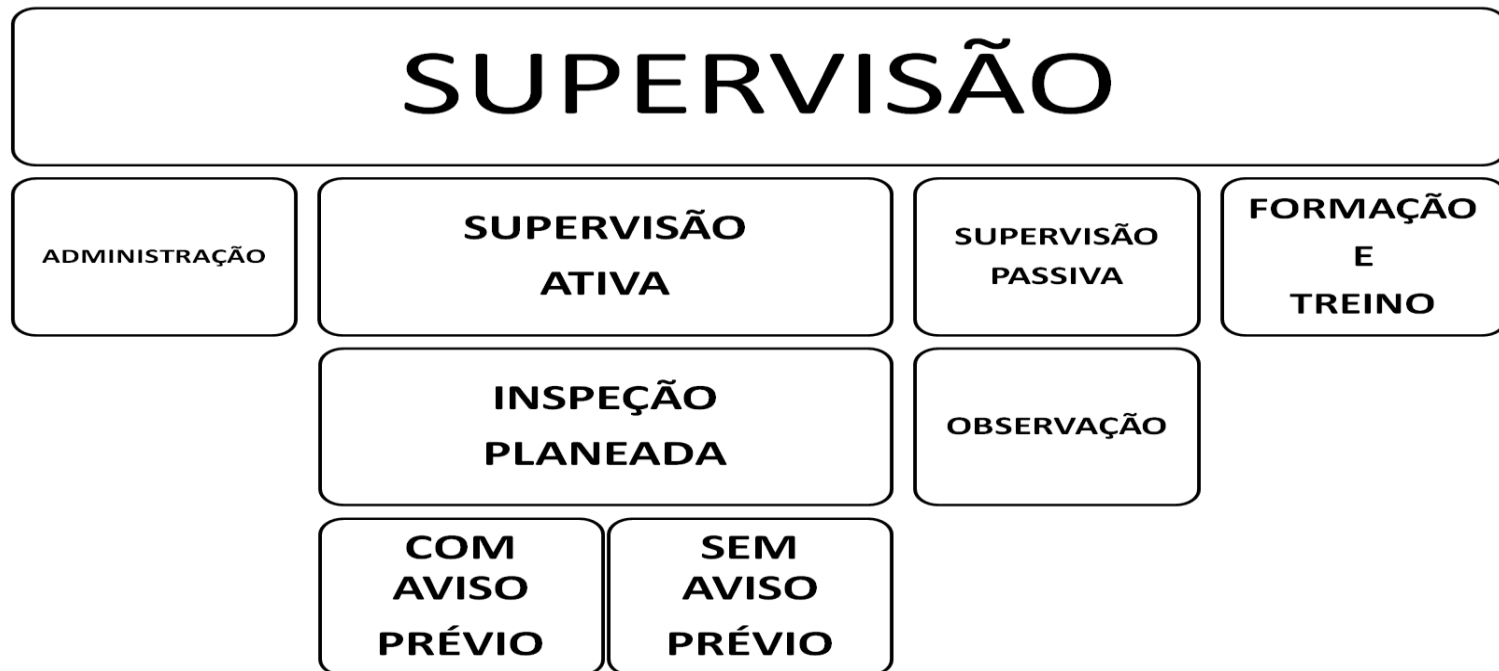 SUPERVISÃO
ADMINISTRAÇÃO
SUPERVISÃO
ATIVA
SUPERVISÃO
PASSIVA
FORMAÇÃO
E
TREINO
INSPEÇÃO
PLANEADA
OBSERVAÇÃO
COM
AVISO
PRÉVIO
SEM
AVISO
PRÉVIO